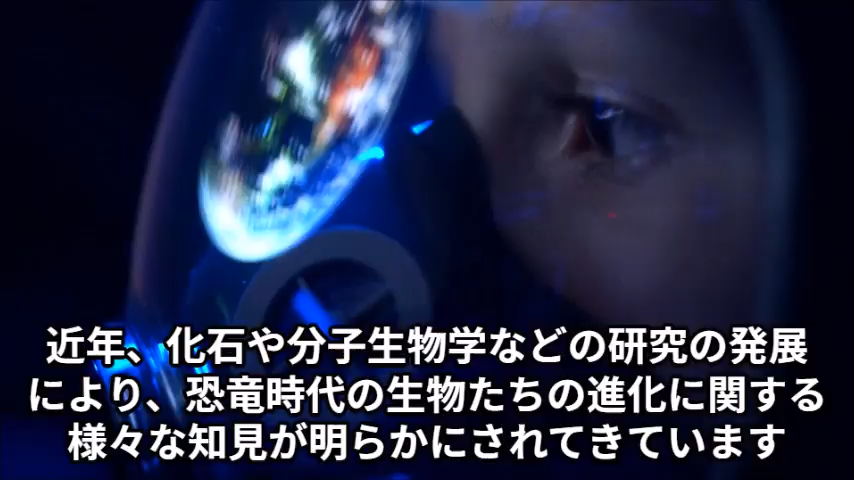 近年、化石や分子生物学などの研究の発展
により、恐竜時代の生物たちの進化に関する
様々な知見が明らかにされてきています